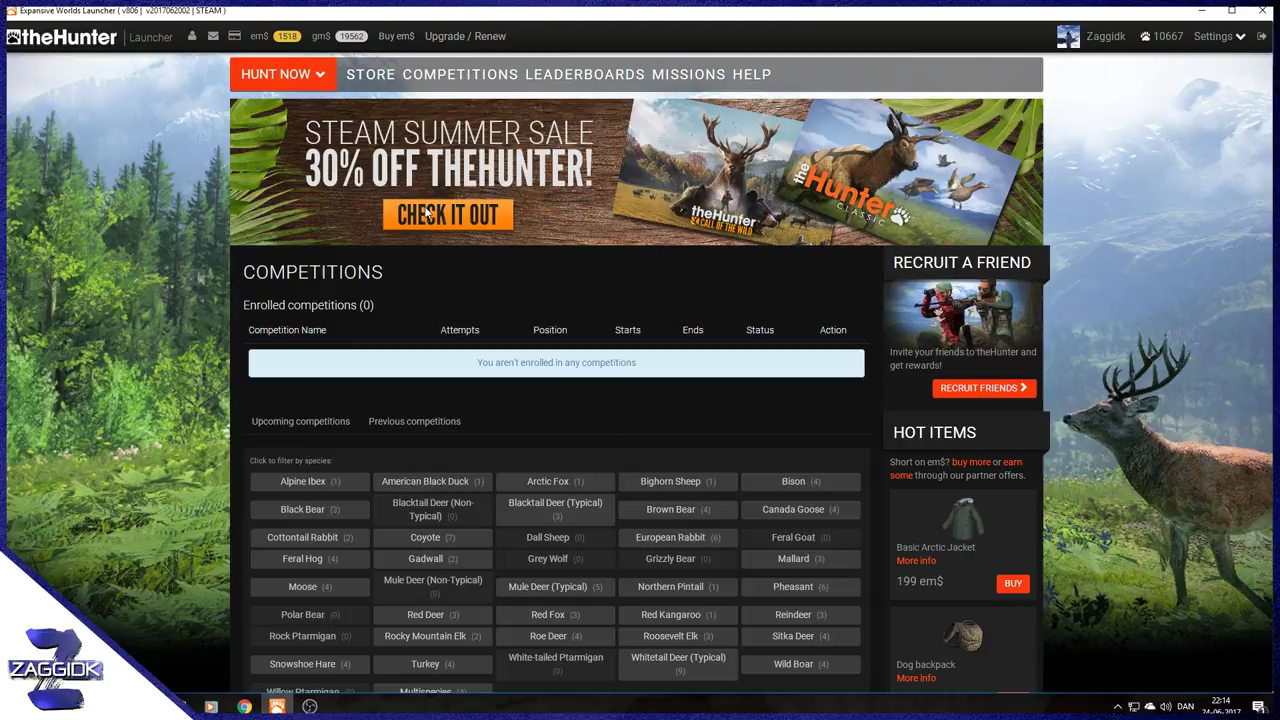 Expansive Worlds Launcher ( v806 | v2017062002 | STEAM )
theHunter Launcher em$ 1518 gm$ 19562 Buy em$ Upgrade / Renew Zaggidk 10667 Settings
HUNT NOW STORE COMPETITIONS LEADERBOARDS MISSIONS HELP
STEAM SUMMER SALE
30% OFF THEHUNTER!
CHECK IT OUT
theHunter
CALL OF THE WILD
theHunter
CLASSIC
COMPETITIONS
Enrolled competitions (0)
Competition Name Attempts Position Starts Ends Status Action
You aren't enrolled in any competitions
Upcoming competitions Previous competitions
Click to filter by species:
Alpine Ibex (1) American Black Duck (1) Arctic Fox (1) Bighorn Sheep (1) Bison (4)
Black Bear (3) Blacktail Deer (Non-Typical) (0) Blacktail Deer (Typical) (3) Brown Bear (4) Canada Goose (4)
Cottontail Rabbit (2) Coyote (7) Dall Sheep (0) European Rabbit (6) Feral Goat (0)
Feral Hog (4) Gadwall (2) Grey Wolf (0) Grizzly Bear (0) Mallard (3)
Moose (4) Mule Deer (Non-Typical) (0) Mule Deer (Typical) (5) Northern Pintail (1) Pheasant (6)
Polar Bear (0) Red Deer (3) Red Fox (3) Red Kangaroo (1) Reindeer (3)
Rock Ptarmigan (0) Rocky Mountain Elk (2) Roe Deer (4) Roosevelt Elk (3) Sitka Deer (4)
Snowshoe Hare (4) Turkey (4) White-tailed Ptarmigan (0) Whitetail Deer (Typical) (9) Wild Boar (4)
Willow Ptarmigan (0) Multispecies (4)
RECRUIT A FRIEND
Invite your friends to theHunter and
get rewards!
RECRUIT FRIENDS
HOT ITEMS
Short on em$? buy more or earn
some through our partner offers.
Basic Arctic Jacket
More info
199 em$ BUY
Dog backpack
More info
ZAGGIDK
DAN
22:14
24-06-2017